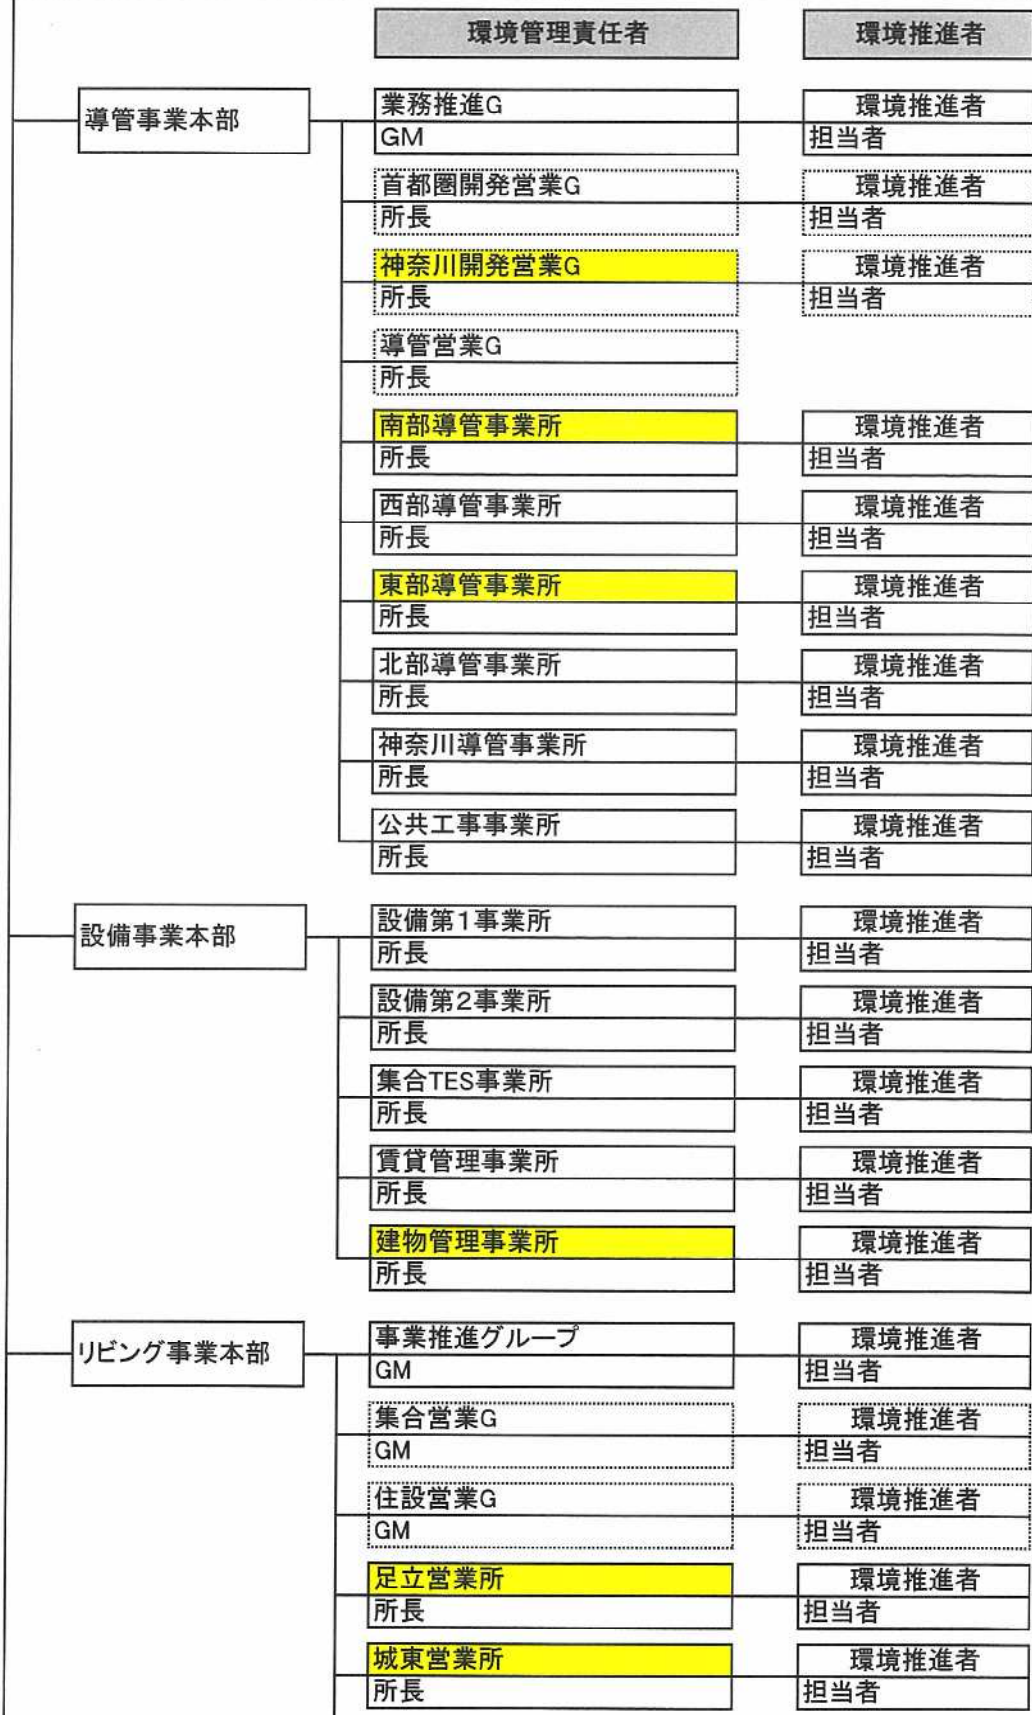 環境管理責任者 環境推進者
導管事業本部
業務推進G 環境推進者
GM 担当者
首都圏開発営業G 環境推進者
所長 担当者
神奈川開発営業G 環境推進者
所長 担当者
導管営業G
所長
南部導管事業所 環境推進者
所長 担当者
西部導管事業所 環境推進者
所長 担当者
東部導管事業所 環境推進者
所長 担当者
北部導管事業所 環境推進者
所長 担当者
神奈川導管事業所 環境推進者
所長 担当者
公共工事事業所 環境推進者
所長 担当者
設備事業本部
設備第1事業所 環境推進者
所長 担当者
設備第2事業所 環境推進者
所長 担当者
集合TES事業所 環境推進者
所長 担当者
賃貸管理事業所 環境推進者
所長 担当者
建物管理事業所 環境推進者
所長 担当者
リビング事業本部
事業推進グループ 環境推進者
GM 担当者
集合営業G 環境推進者
GM 担当者
住設営業G 環境推進者
GM 担当者
足立営業所 環境推進者
所長 担当者
城東営業所 環境推進者
所長 担当者